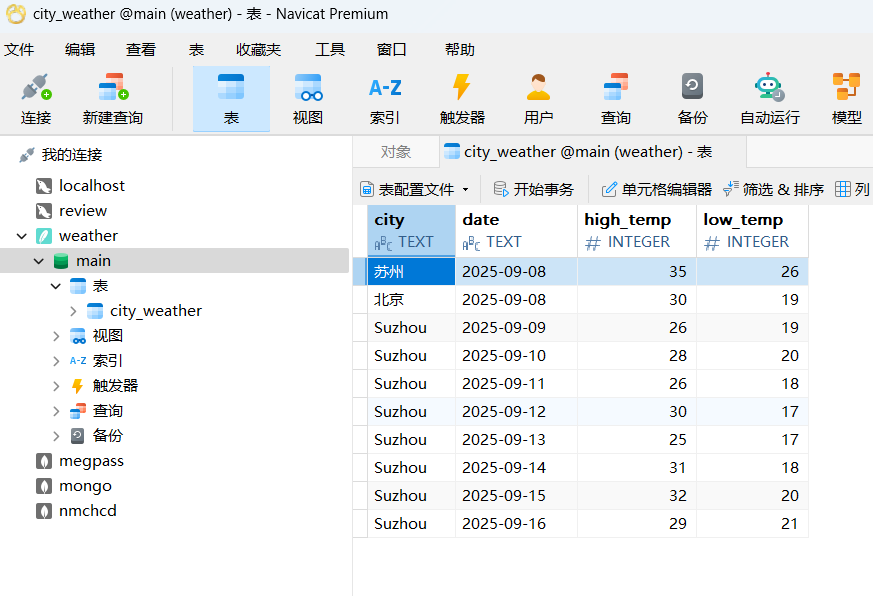 city_weather @main (weather) - 表 - Navicat Premium
文件 编辑 查看 表 收藏夹 工具 窗口 帮助
连接 新建查询 表 视图 A-Z 索引 触发器 用户 查询 备份 自动运行 模型
我的连接
localhost
review
weather
main
表
city_weather
视图
A-Z 索引
触发器
查询
备份
megpass
mongo
nmchcd
对象 city_weather @main (weather) - 表
表配置文件 开始事务 单元格编辑器 筛选 & 排序 列
city date high_temp low_temp
ABC TEXT ABC TEXT # INTEGER # INTEGER
苏州 2025-09-08 35 26
北京 2025-09-08 30 19
Suzhou 2025-09-09 26 19
Suzhou 2025-09-10 28 20
Suzhou 2025-09-11 26 18
Suzhou 2025-09-12 30 17
Suzhou 2025-09-13 25 17
Suzhou 2025-09-14 31 18
Suzhou 2025-09-15 32 20
Suzhou 2025-09-16 29 21